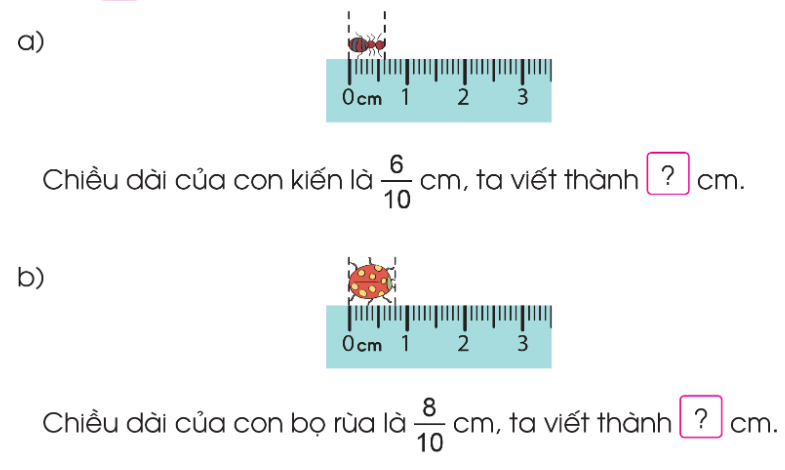 a)
0cm 1 2 3
Chiều dài của con kiến là 6/10 cm, ta viết thành ? cm.
b)
0cm 1 2 3
Chiều dài của con bọ rùa là 8/10 cm, ta viết thành ? cm.